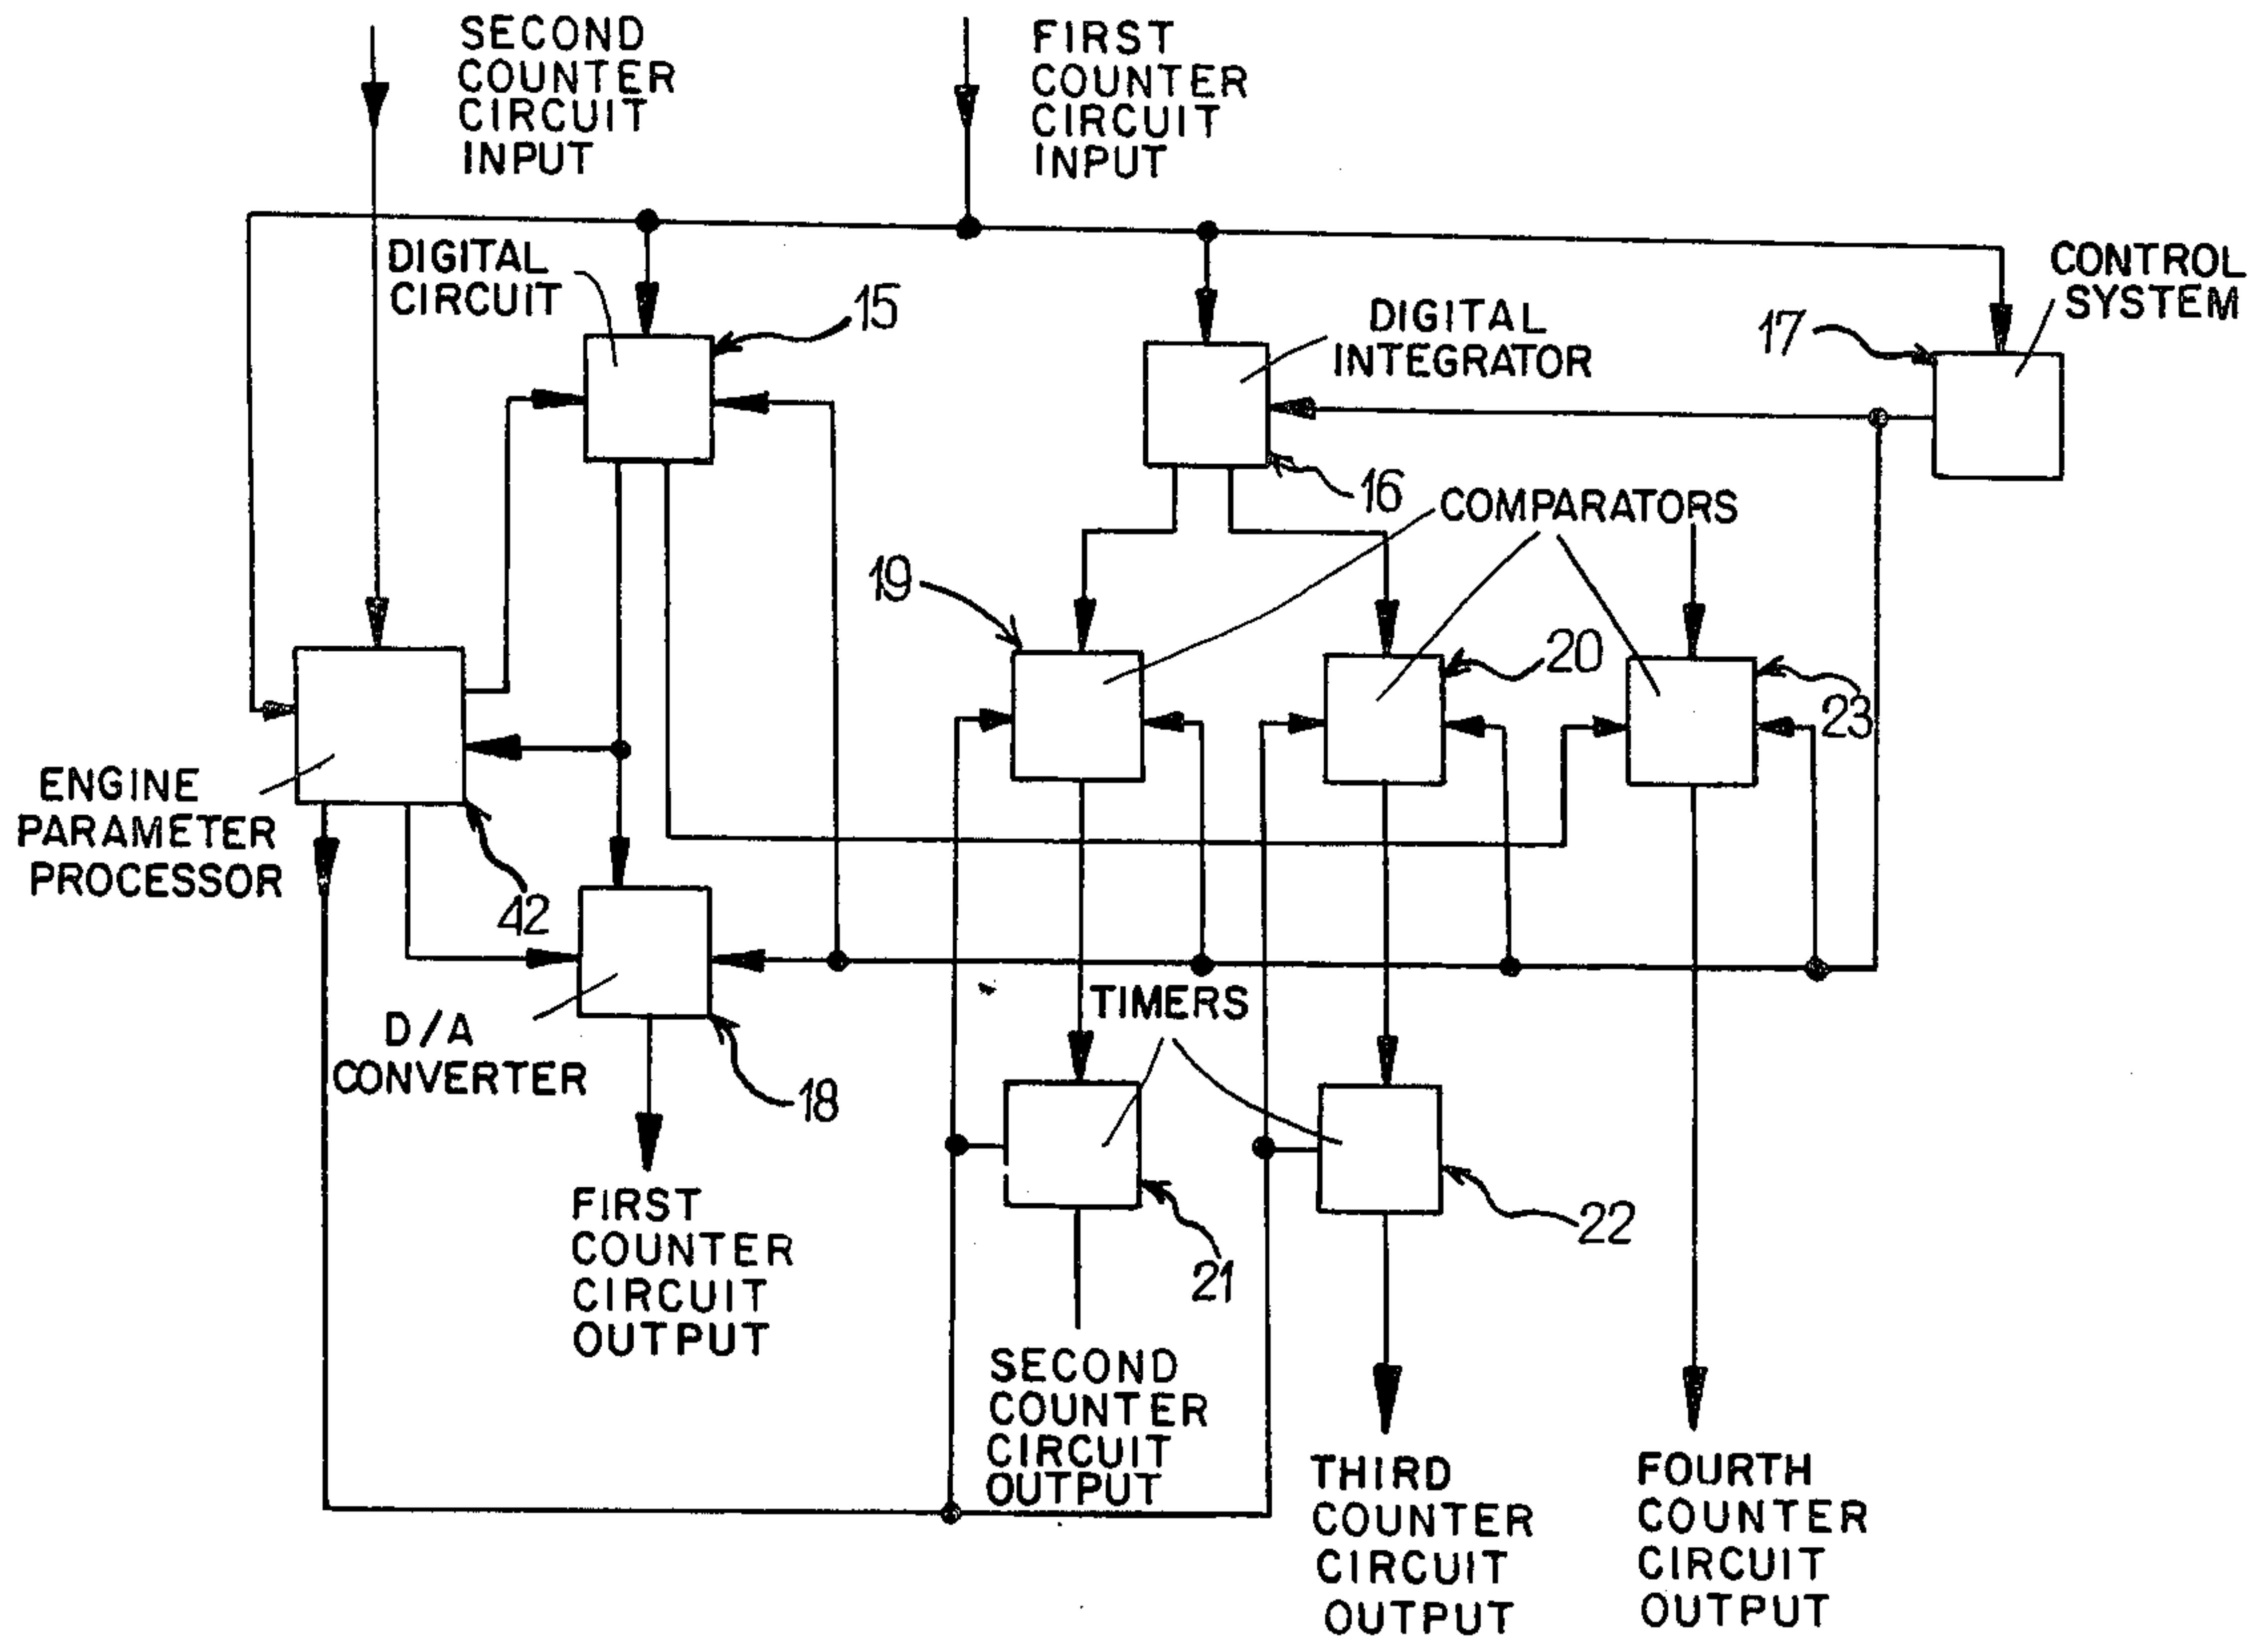 SECOND
COUNTER
CIRCUIT
INPUT
FIRST
COUNTER
CIRCUIT
INPUT
DIGITAL
CIRCUIT
15
DIGITAL
INTEGRATOR
17
CONTROL
SYSTEM
16
COMPARATORS
19
20
23
ENGINE
PARAMETER
PROCESSOR
42
D/A
CONVERTER
18
TIMERS
21
22
FIRST
COUNTER
CIRCUIT
OUTPUT
SECOND
COUNTER
CIRCUIT
OUTPUT
THIRD
COUNTER
CIRCUIT
OUTPUT
FOURTH
COUNTER
CIRCUIT
OUTPUT